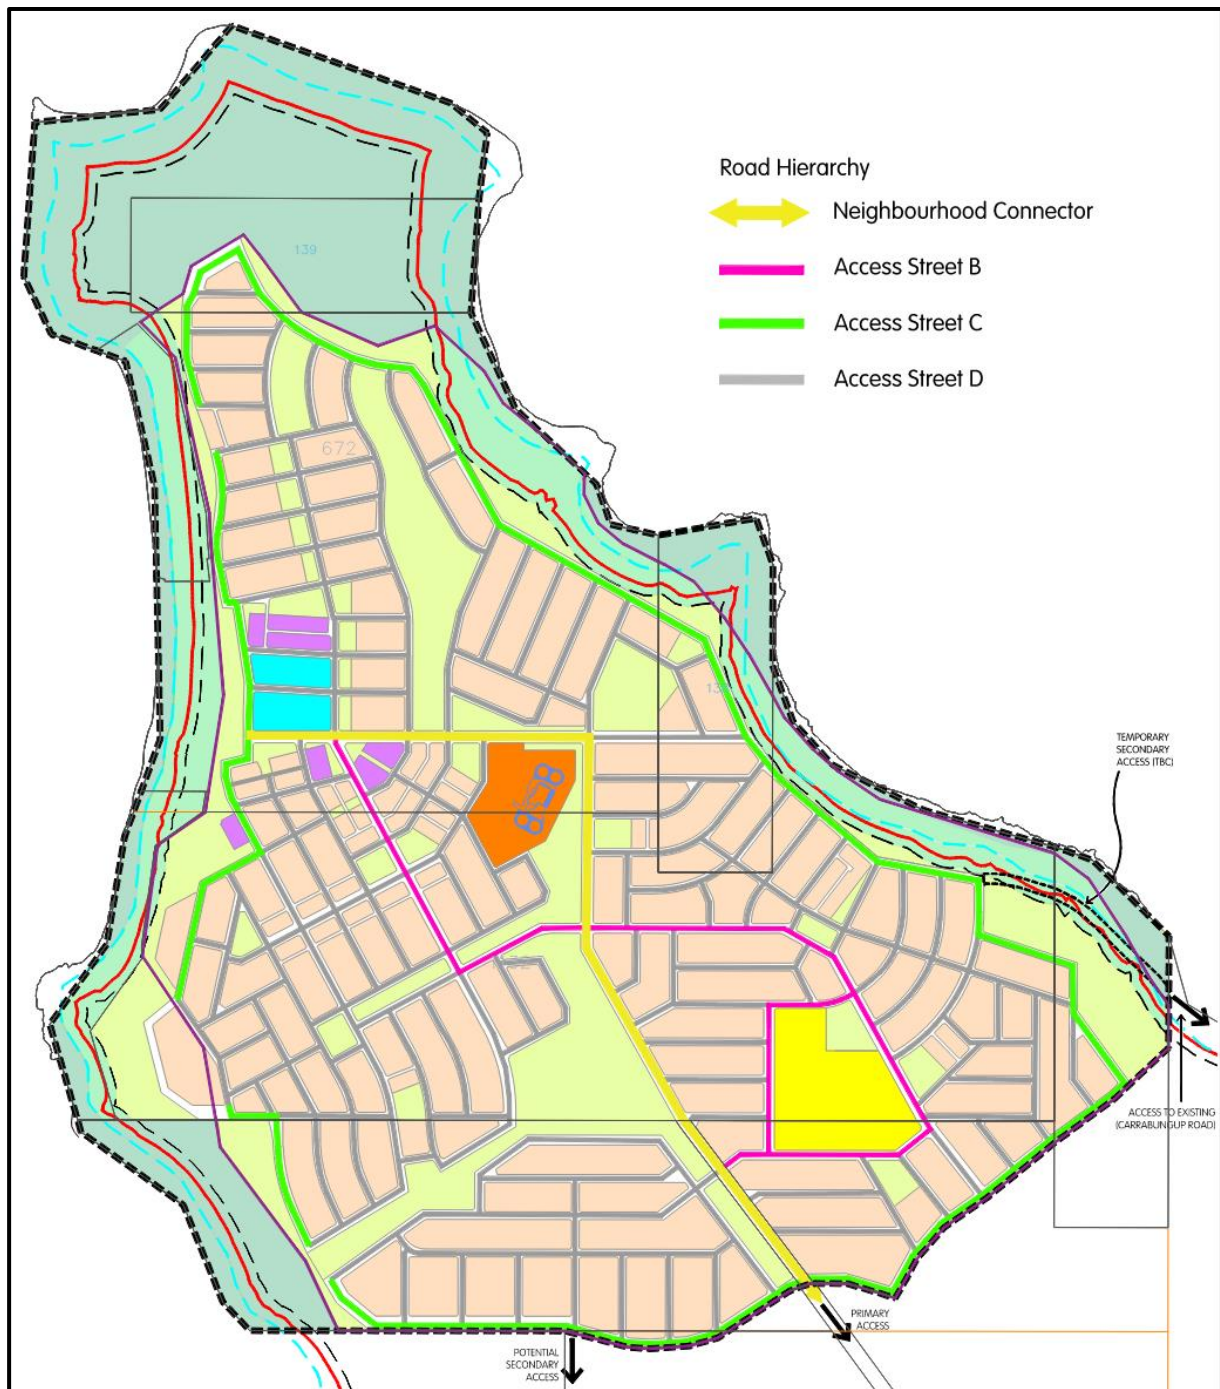 Road Hierarchy
Neighbourhood Connector
Access Street B
Access Street C
Access Street D
139
672
TEMPORARY
SECONDARY
ACCESS (TBC)
ACCESS TO EXISTING
(CARRABUNGUP ROAD)
PRIMARY
ACCESS
POTENTIAL
SECONDARY
ACCESS